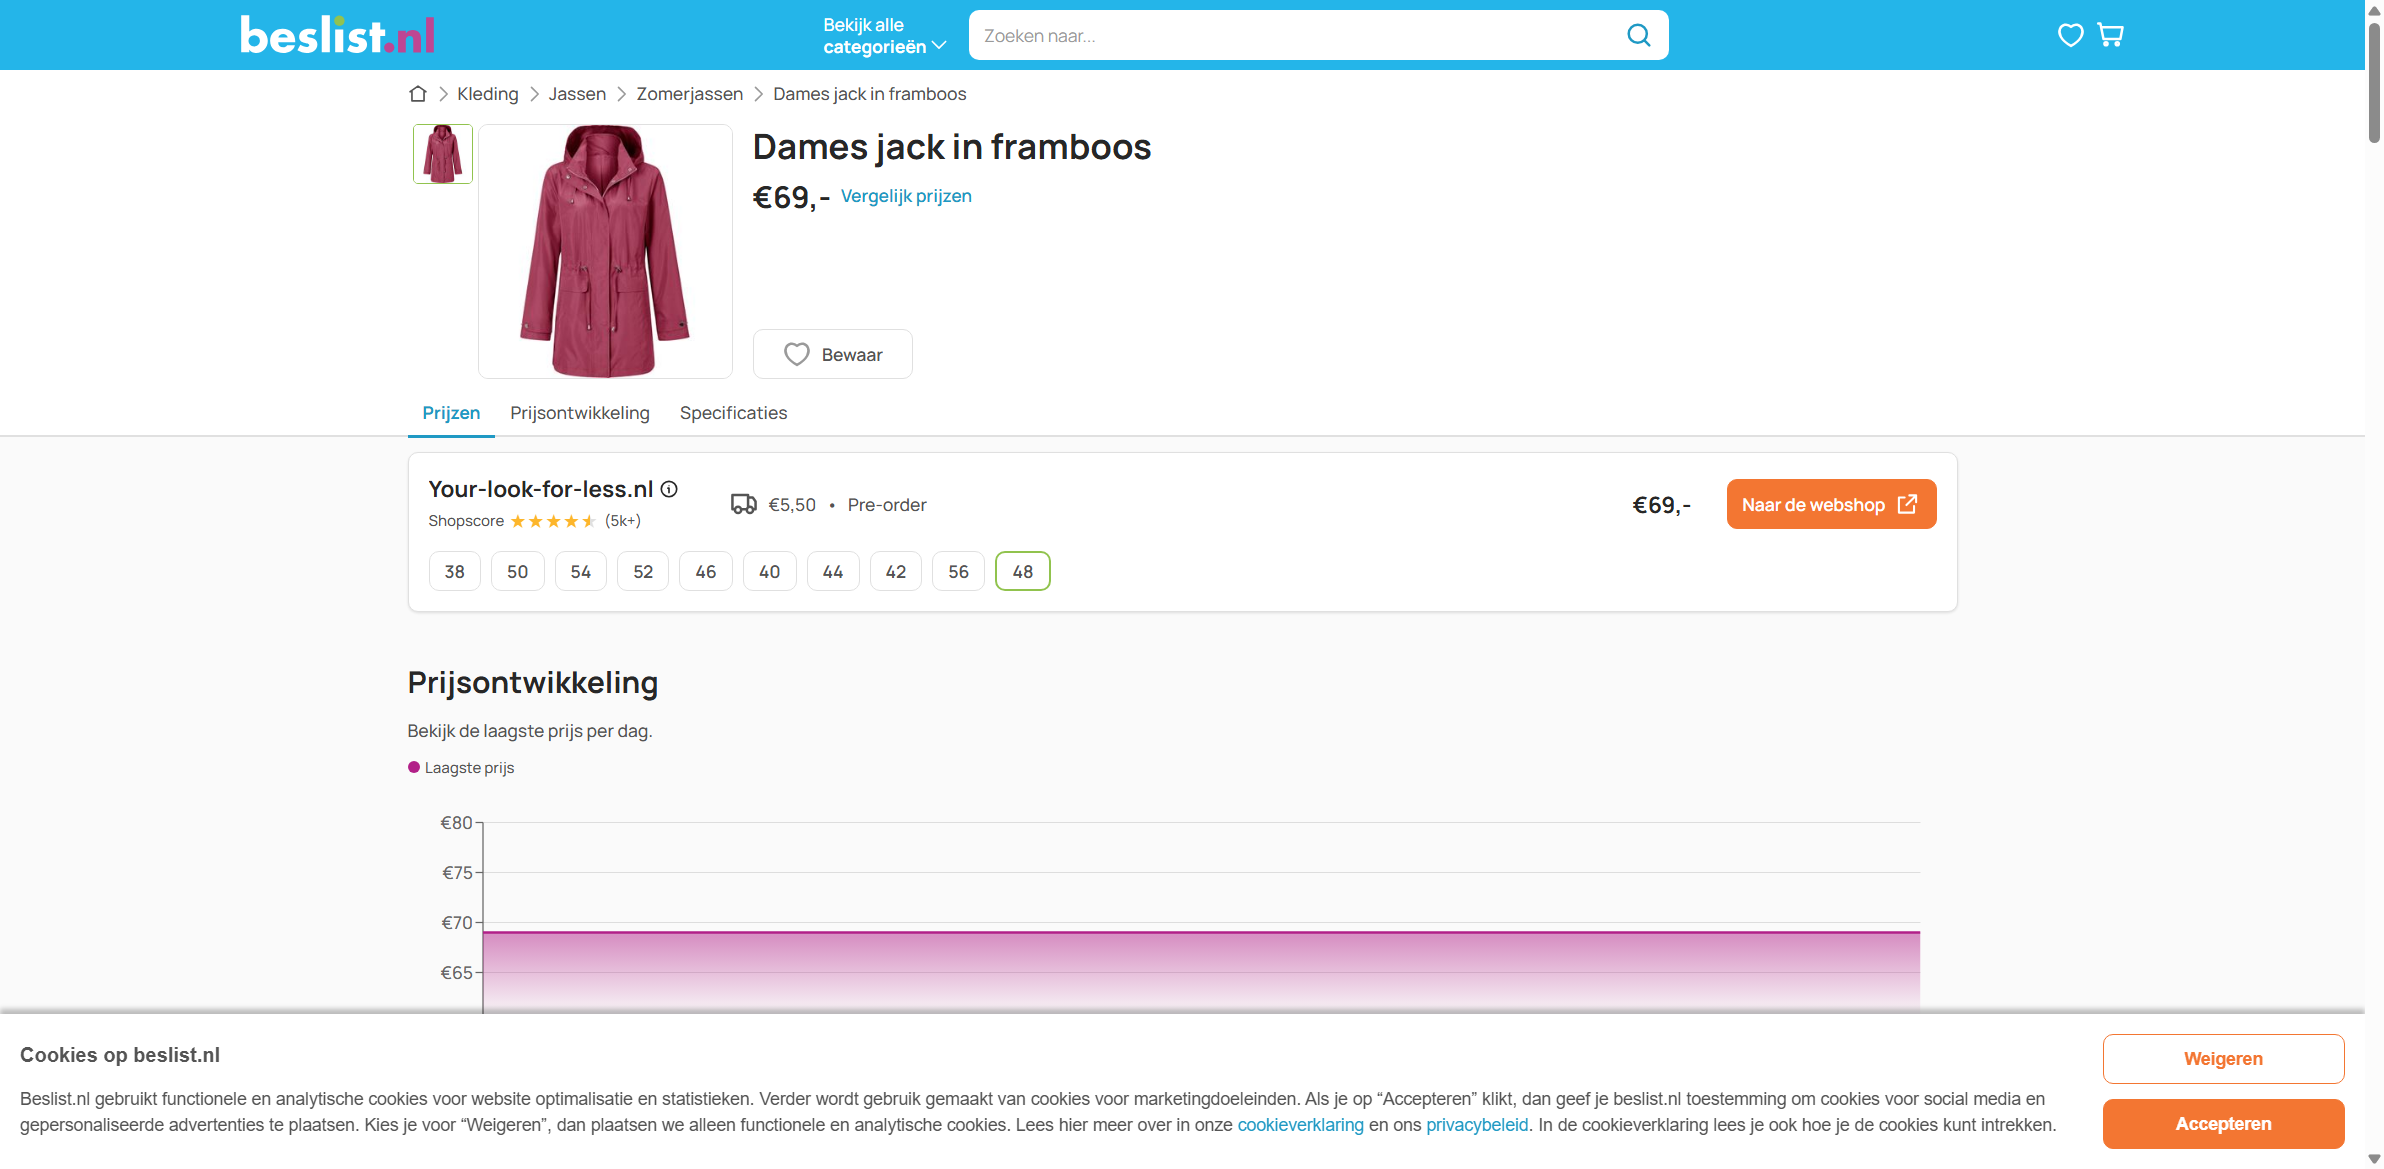 beslist.nl
Bekijk alle
categorieën
Zoeken naar...
Kleding
Jassen
Zomerjassen
Dames jack in framboos
Dames jack in framboos
€69,- Vergelijk prijzen
Bewaar
Prijzen
Prijsontwikkeling
Specificaties
Your-look-for-less.nl
Shopscore (5k+)
€5,50 • Pre-order
€69,-
Naar de webshop
38 50 54 52 46 40 44 42 56 48
Prijsontwikkeling
Bekijk de laagste prijs per dag.
Laagste prijs
€80
€75
€70
€65
Cookies op beslist.nl
Beslist.nl gebruikt functionele en analytische cookies voor website optimalisatie en statistieken. Verder wordt gebruik gemaakt van cookies voor marketingdoeleinden. Als je op “Accepteren” klikt, dan geef je beslist.nl toestemming om cookies voor social media en
gepersonaliseerde advertenties te plaatsen. Kies je voor “Weigeren”, dan plaatsen we alleen functionele en analytische cookies. Lees hier meer over in onze cookieverklaring en ons privacybeleid. In de cookieverklaring lees je ook hoe je de cookies kunt intrekken.
Weigeren
Accepteren